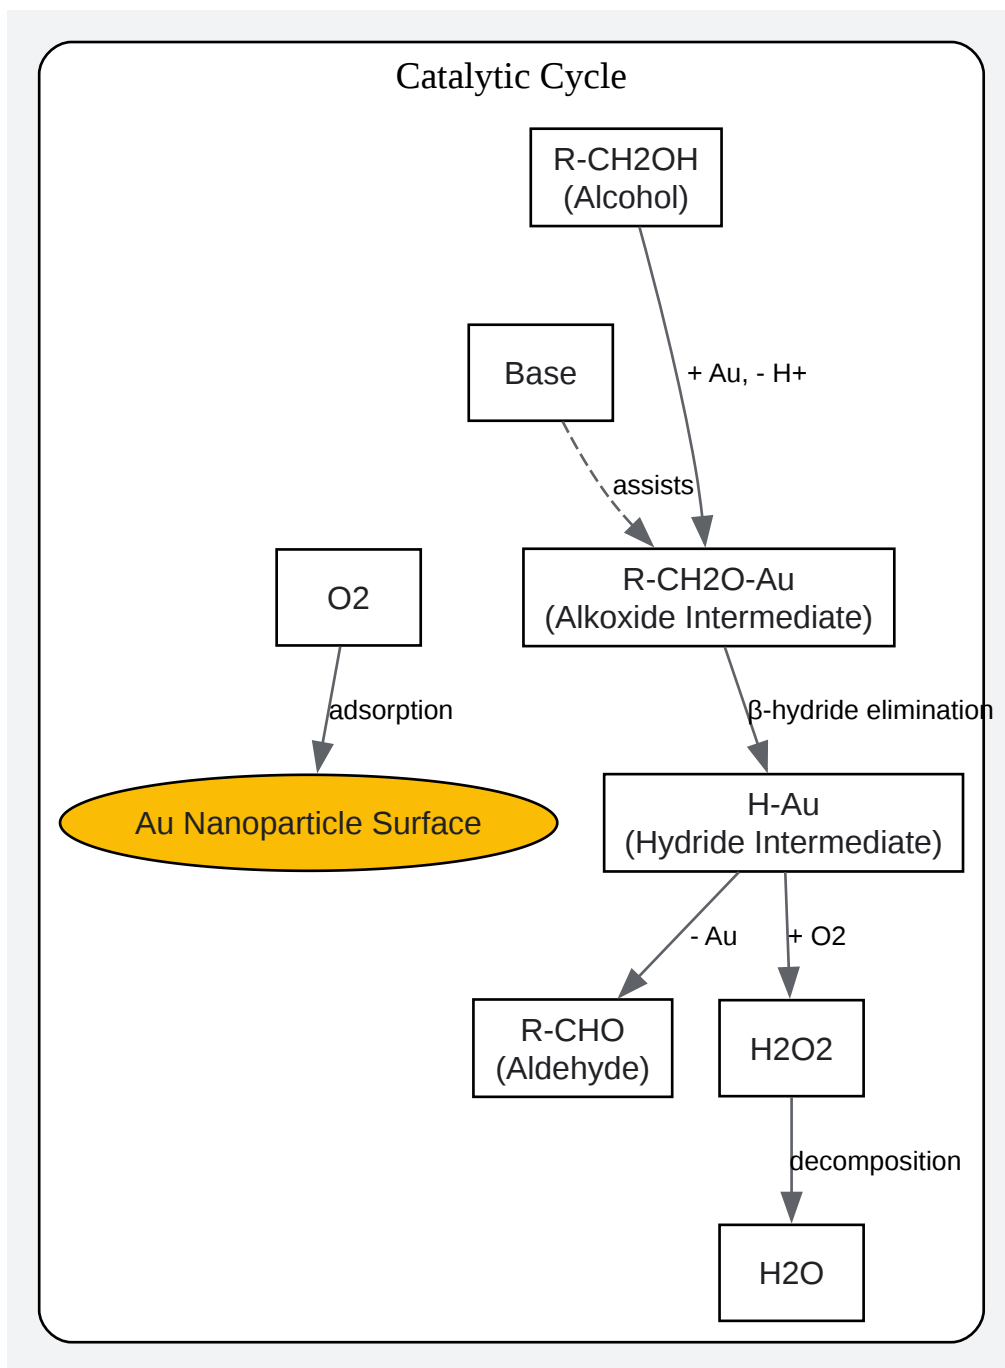 Catalytic Cycle
R-CH2OH
(Alcohol)
Base
+ Au, - H+
assists
O2
R-CH2O-Au
(Alkoxide Intermediate)
adsorption
β-hydride elimination
Au Nanoparticle Surface
H-Au
(Hydride Intermediate)
- Au
+ O2
R-CHO
(Aldehyde)
H2O2
decomposition
H2O